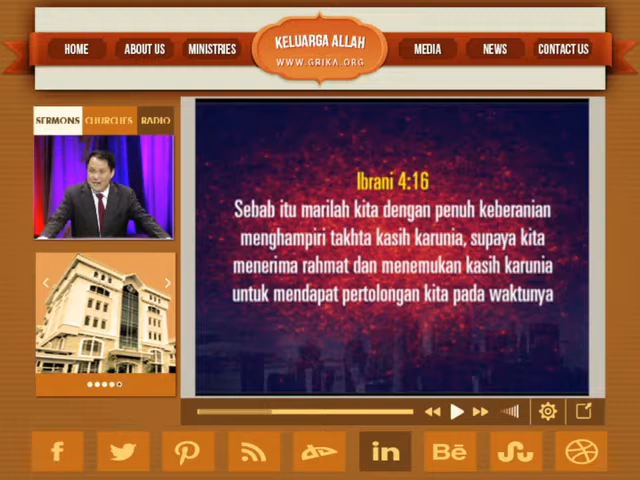 HOME
ABOUT US
MINISTRIES
KELUARGA ALLAH
WWW.GRIKA.ORG
MEDIA
NEWS
CONTACT US
SERMONS
CHURCHES
RADIO
Ibrani 4:16
Sebab itu marilah kita dengan penuh keberanian
menghampiri takhta kasih karunia, supaya kita
menerima rahmat dan menemukan kasih karunia
untuk mendapat pertolongan kita pada waktunya
f
in
Bē